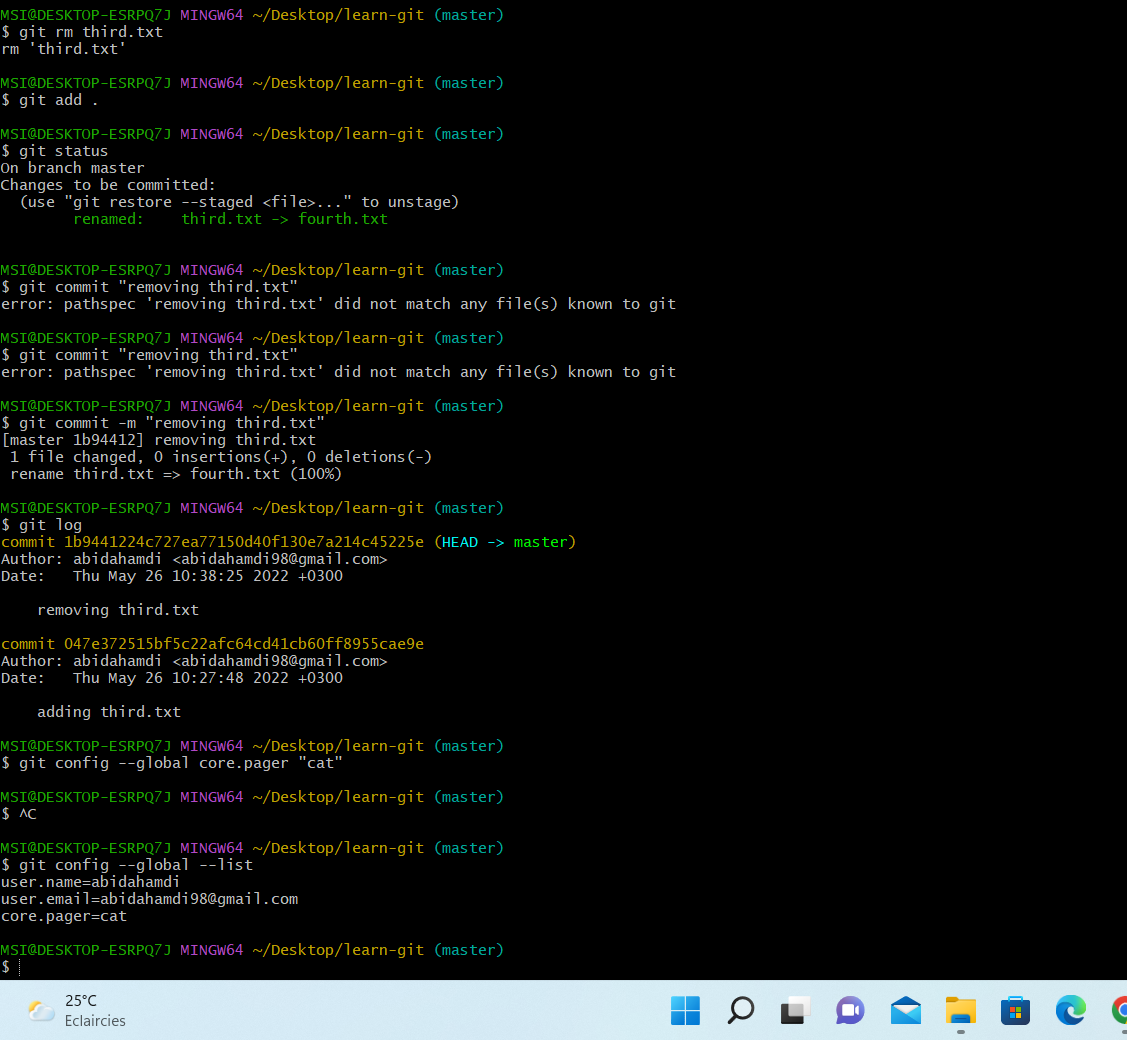 MSI@DESKTOP-ESRPQ7J MINGW64 ~/Desktop/learn-git (master)
$ git rm third.txt
rm 'third.txt'
MSI@DESKTOP-ESRPQ7J MINGW64 ~/Desktop/learn-git (master)
$ git add .
MSI@DESKTOP-ESRPQ7J MINGW64 ~/Desktop/learn-git (master)
$ git status
On branch master
Changes to be committed:
  (use "git restore --staged <file>..." to unstage)
        renamed:    third.txt -> fourth.txt
MSI@DESKTOP-ESRPQ7J MINGW64 ~/Desktop/learn-git (master)
$ git commit "removing third.txt"
error: pathspec 'removing third.txt' did not match any file(s) known to git
MSI@DESKTOP-ESRPQ7J MINGW64 ~/Desktop/learn-git (master)
$ git commit "removing third.txt"
error: pathspec 'removing third.txt' did not match any file(s) known to git
MSI@DESKTOP-ESRPQ7J MINGW64 ~/Desktop/learn-git (master)
$ git commit -m "removing third.txt"
[master 1b94412] removing third.txt
 1 file changed, 0 insertions(+), 0 deletions(-)
 rename third.txt => fourth.txt (100%)
MSI@DESKTOP-ESRPQ7J MINGW64 ~/Desktop/learn-git (master)
$ git log
commit 1b9441224c727ea77150d40f130e7a214c45225e (HEAD -> master)
Author: abidahamdi <abidahamdi98@gmail.com>
Date:   Thu May 26 10:38:25 2022 +0300
    removing third.txt
commit 047e372515bf5c22afc64cd41cb60ff8955cae9e
Author: abidahamdi <abidahamdi98@gmail.com>
Date:   Thu May 26 10:27:48 2022 +0300
    adding third.txt
MSI@DESKTOP-ESRPQ7J MINGW64 ~/Desktop/learn-git (master)
$ git config --global core.pager "cat"
MSI@DESKTOP-ESRPQ7J MINGW64 ~/Desktop/learn-git (master)
$ ^C
MSI@DESKTOP-ESRPQ7J MINGW64 ~/Desktop/learn-git (master)
$ git config --global --list
user.name=abidahamdi
user.email=abidahamdi98@gmail.com
core.pager=cat
MSI@DESKTOP-ESRPQ7J MINGW64 ~/Desktop/learn-git (master)
$
25°C
Eclaircies